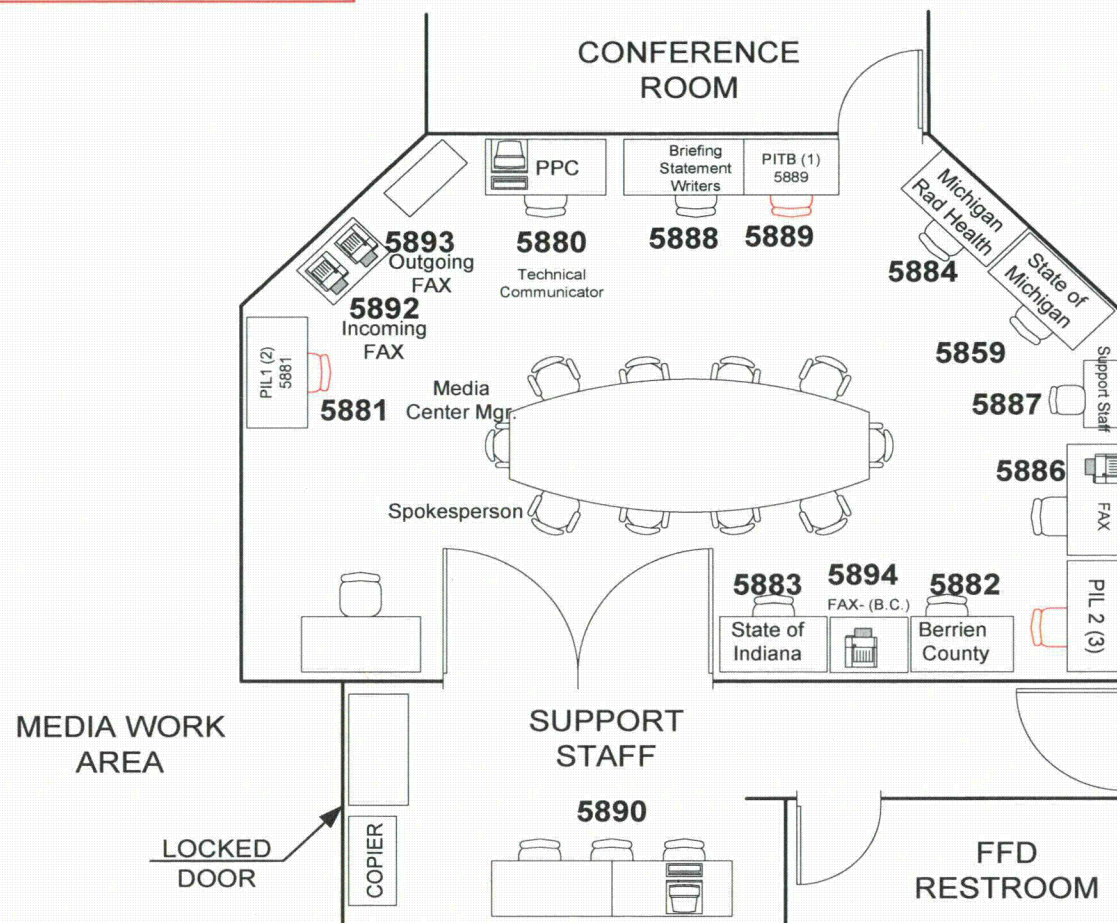 CONFERENCE
ROOM
PPC
Briefing
Statement
Writers
PITB (1)
5889
Michigan
Rad Health
State of
Michigan
5893
Outgoing
FAX
5880
Technical
Communicator
5888
5889
5884
5892
Incoming
FAX
5859
PIL1 (2)
5881
5881
Media
Center Mgr.
5887
Support Staff
5886
FAX
Spokesperson
5883
5894
FAX- (B.C.)
5882
State of
Indiana
Berrien
County
PIL 2 (3)
MEDIA WORK
AREA
SUPPORT
STAFF
5890
LOCKED
DOOR
COPIER
FFD
RESTROOM